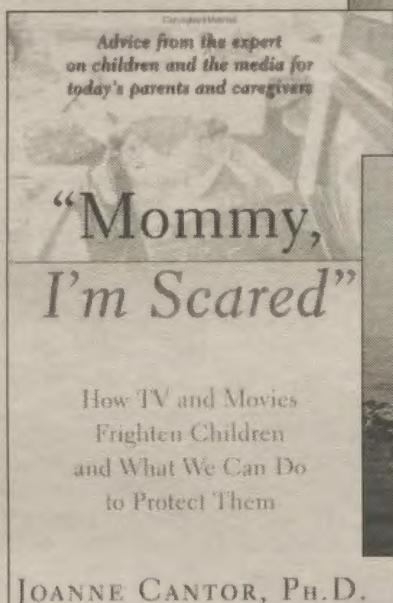 Advice from the expert
on children and the media for
today's parents and caregivers
“Mommy,
I'm Scared”
How TV and Movies
Frighten Children
and What We Can Do
to Protect Them
JOANNE CANTOR, PH.D.